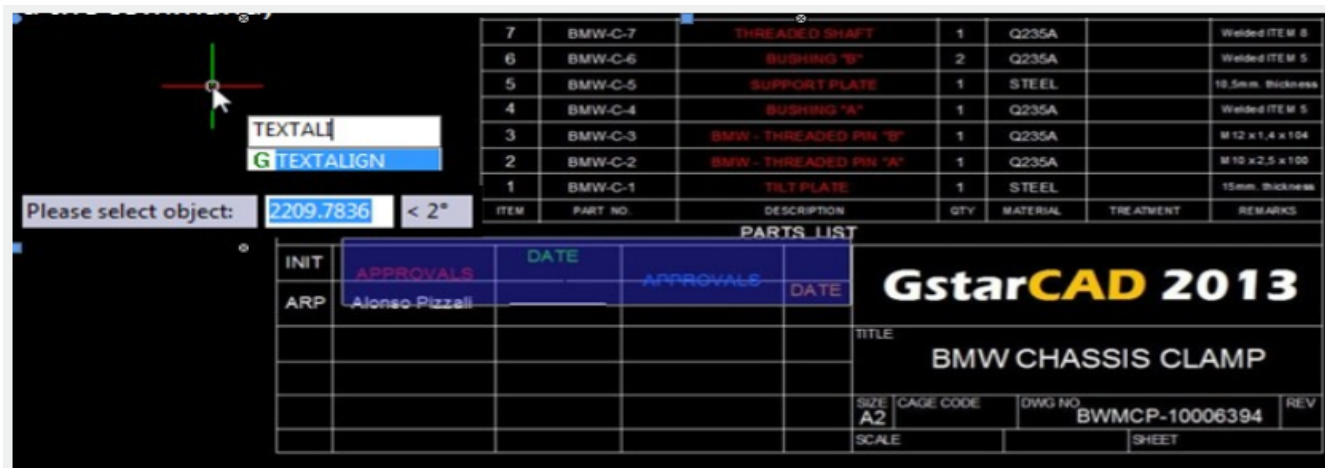 7 BMW-C-7 THREADED SHAFT 1 Q235A Welded ITEM 8
6 BMW-C-6 BUSHING "B" 2 Q235A Welded ITEM 5
5 BMW-C-5 SUPPORT PLATE 1 STEEL 10,5mm. thickness
4 BMW-C-4 BUSHING "A" 1 Q235A Welded ITEM 5
3 BMW-C-3 BMW - THREADED PIN "B" 1 Q235A M12 x 1,4 x 104
2 BMW-C-2 BMW - THREADED PIN "A" 1 Q235A M10 x 2,5 x 100
1 BMW-C-1 TILT PLATE 1 STEEL 15mm. thickness
ITEM PART NO. DESCRIPTION QTY MATERIAL TREATMENT REMARKS
PARTS LIST
TEXTALI
G TEXTALIGN
Please select object: 2209.7836 < 2°
INIT APPROVALS DATE APPROVALS DATE
ARP Alonso Pizzali
GstarCAD 2013
TITLE
BMW CHASSIS CLAMP
SIZE CAGE CODE DWG NO REV
A2 BWMCP-10006394
SCALE SHEET